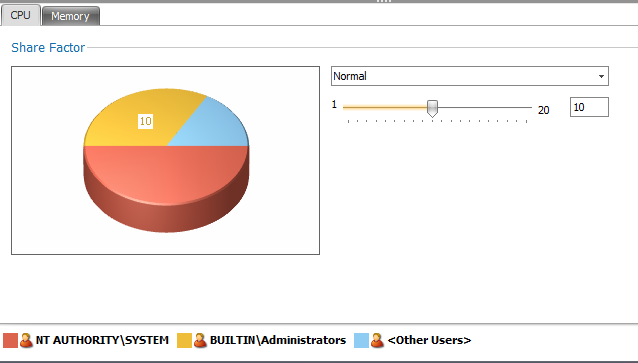 CPU Memory
Share Factor
Normal
1 20 10
10
NT AUTHORITY\SYSTEM BUILTIN\Administrators <Other Users>